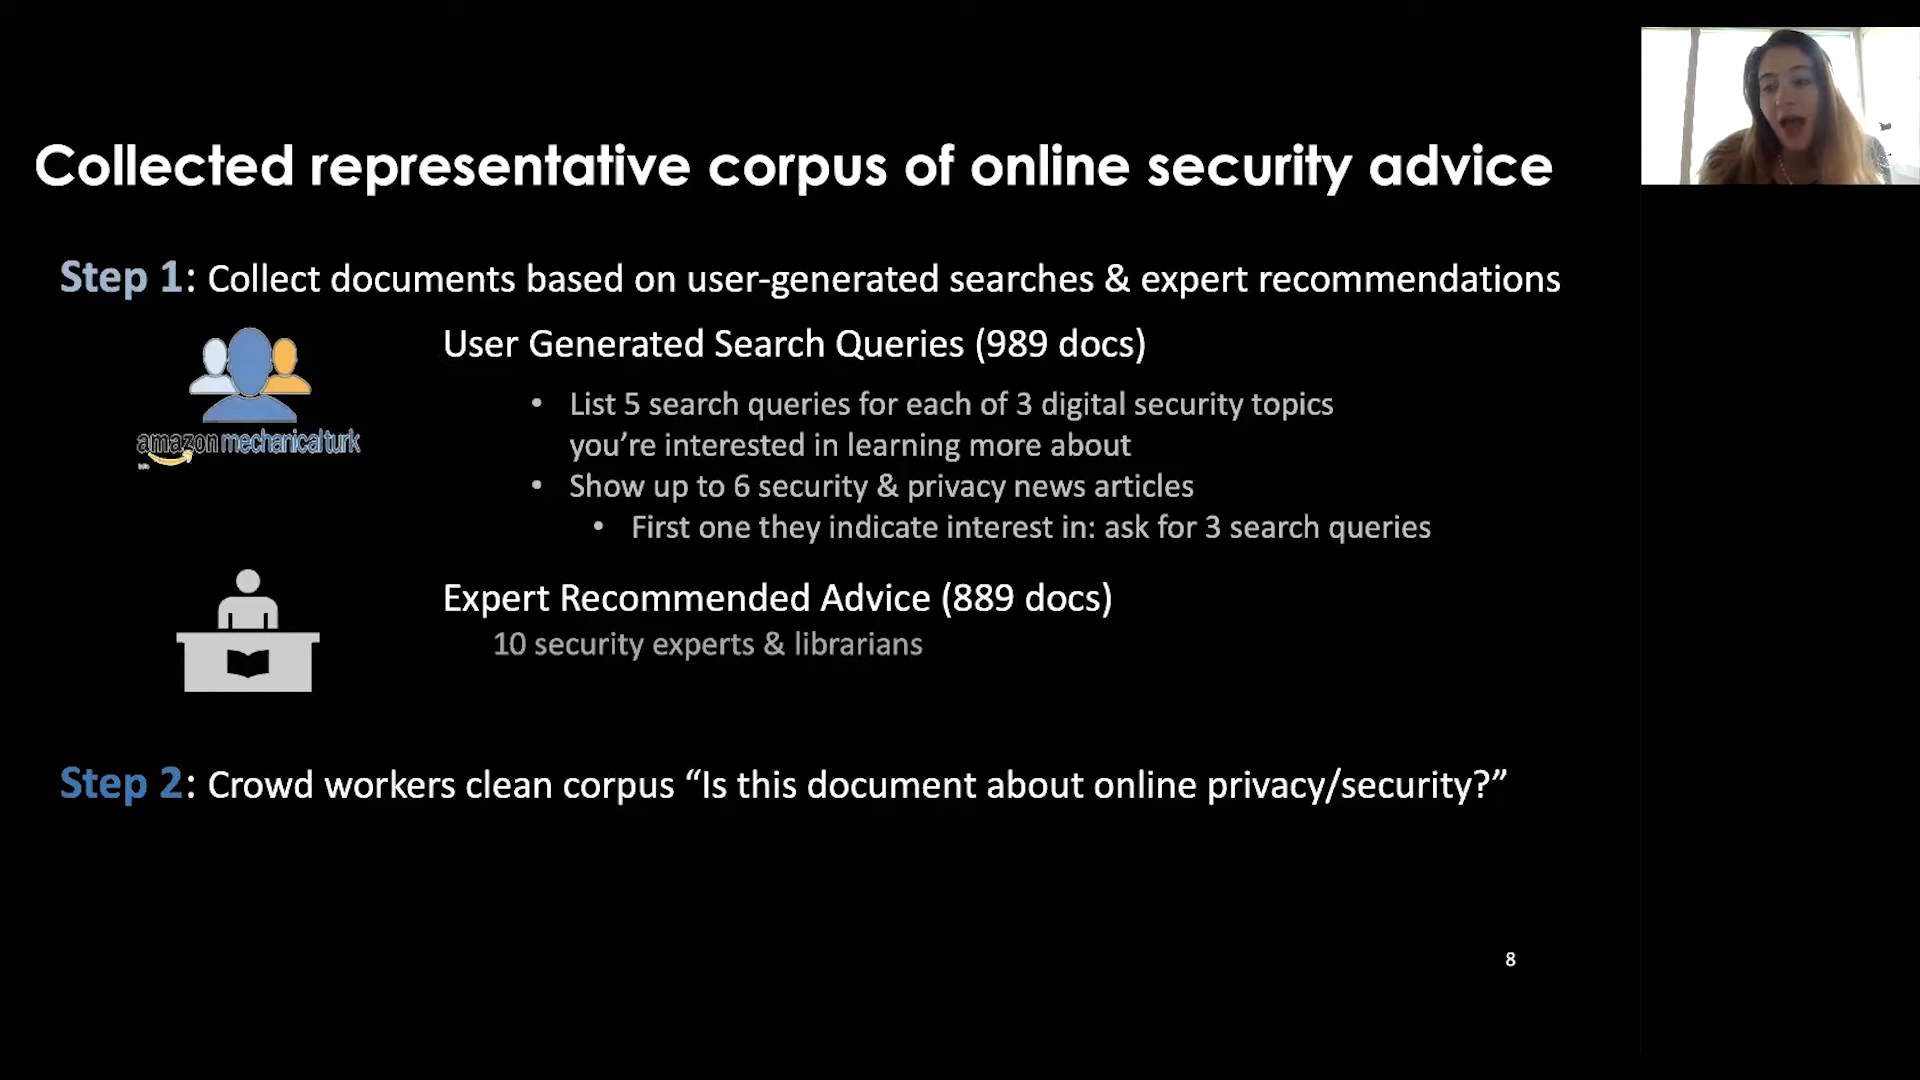 Collected representative corpus of online security advice
Step 1: Collect documents based on user-generated searches & expert recommendations
User Generated Search Queries (989 docs)
• List 5 search queries for each of 3 digital security topics
you’re interested in learning more about
• Show up to 6 security & privacy news articles
• First one they indicate interest in: ask for 3 search queries
amazon mechanical turk
Expert Recommended Advice (889 docs)
10 security experts & librarians
Step 2: Crowd workers clean corpus “Is this document about online privacy/security?”
8